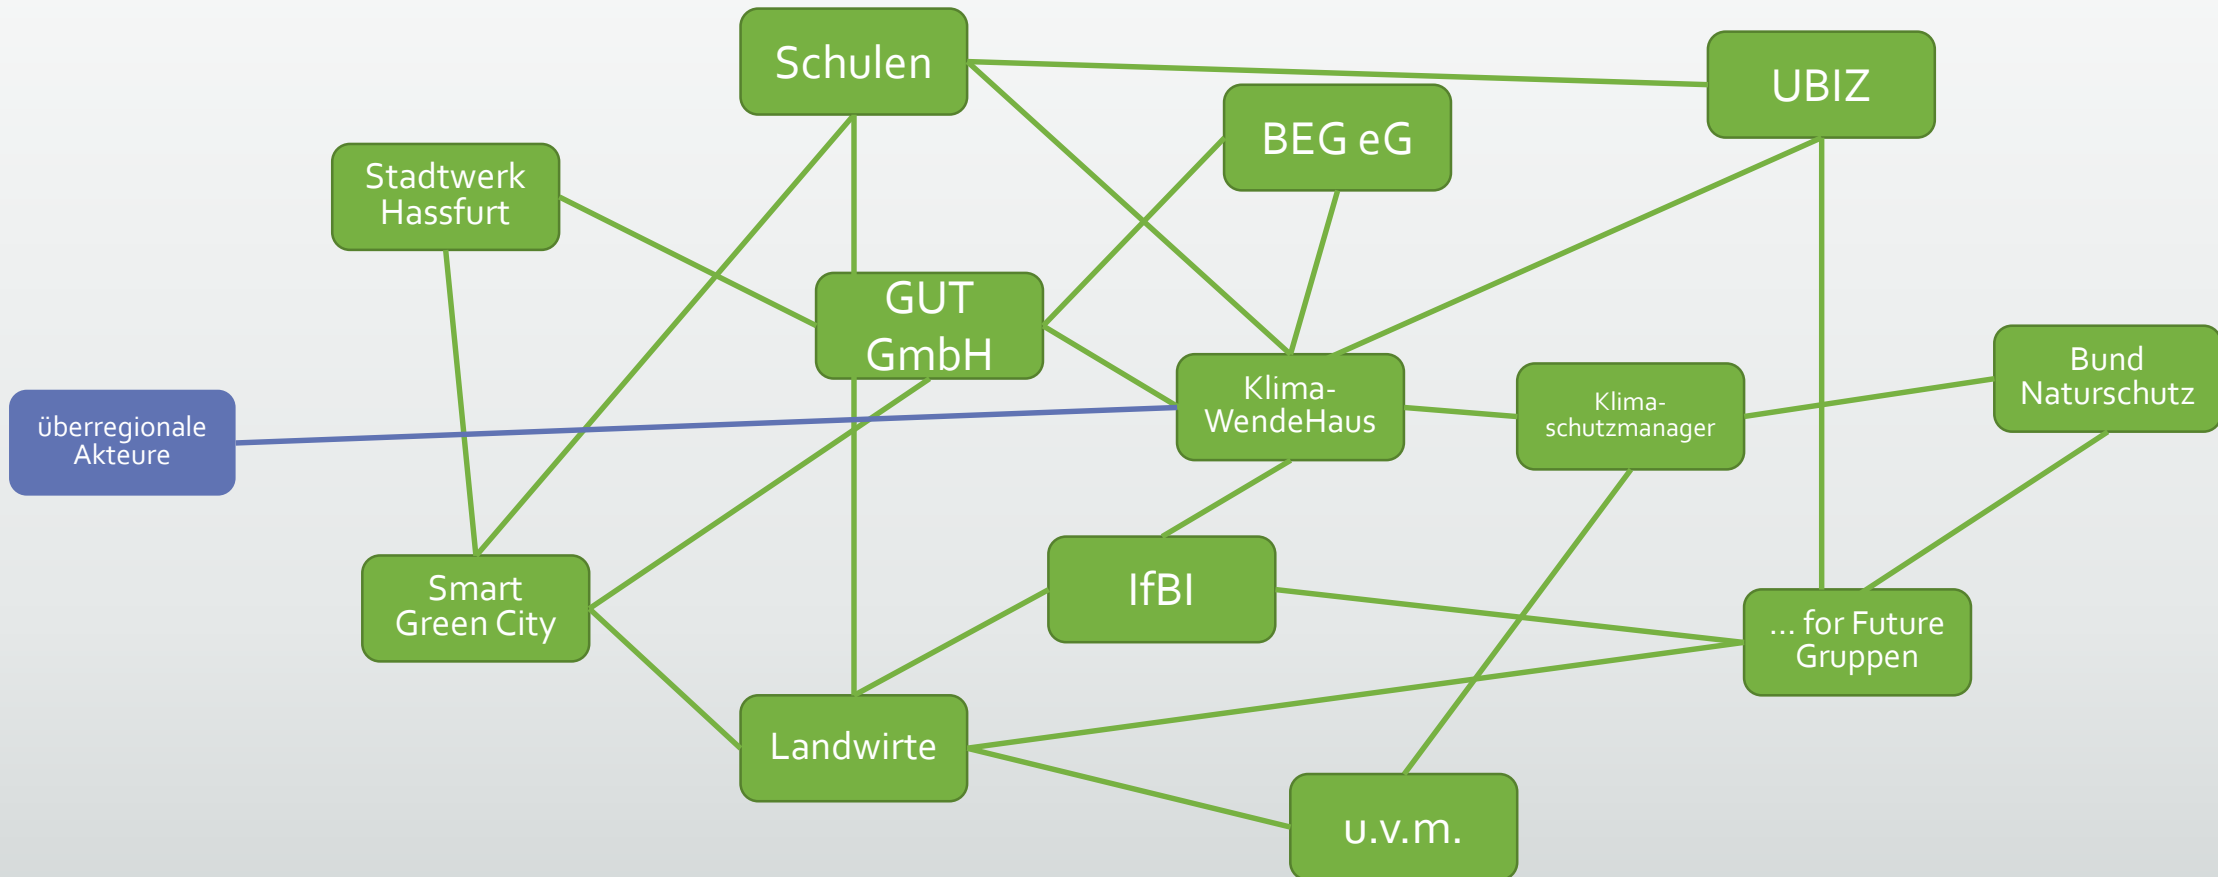 Schulen
UBIZ
BEG eG
Stadtwerk
Hassfurt
GUT
GmbH
Bund
Naturschutz
Klima-
WendeHaus
Klima-
schutzmanager
überregionale
Akteure
IfBI
Smart
Green City
... for Future
Gruppen
Landwirte
u.v.m.